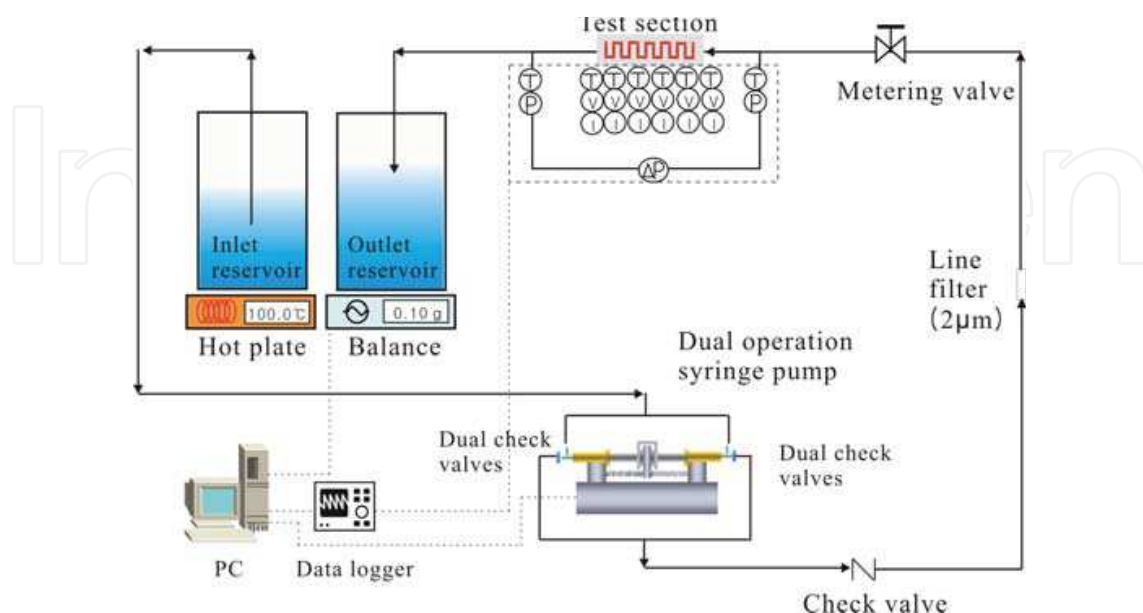 Test section
T T T T T T T T
P V V V V V V P
I I I I I I
Metering valve
ΔP
Inlet
reservoir
Outlet
reservoir
100.0℃
0.10 g
Hot plate
Balance
Line
filter
(2μm)
Dual operation
syringe pump
Dual check
valves
Dual check
valves
PC
Data logger
Check valve